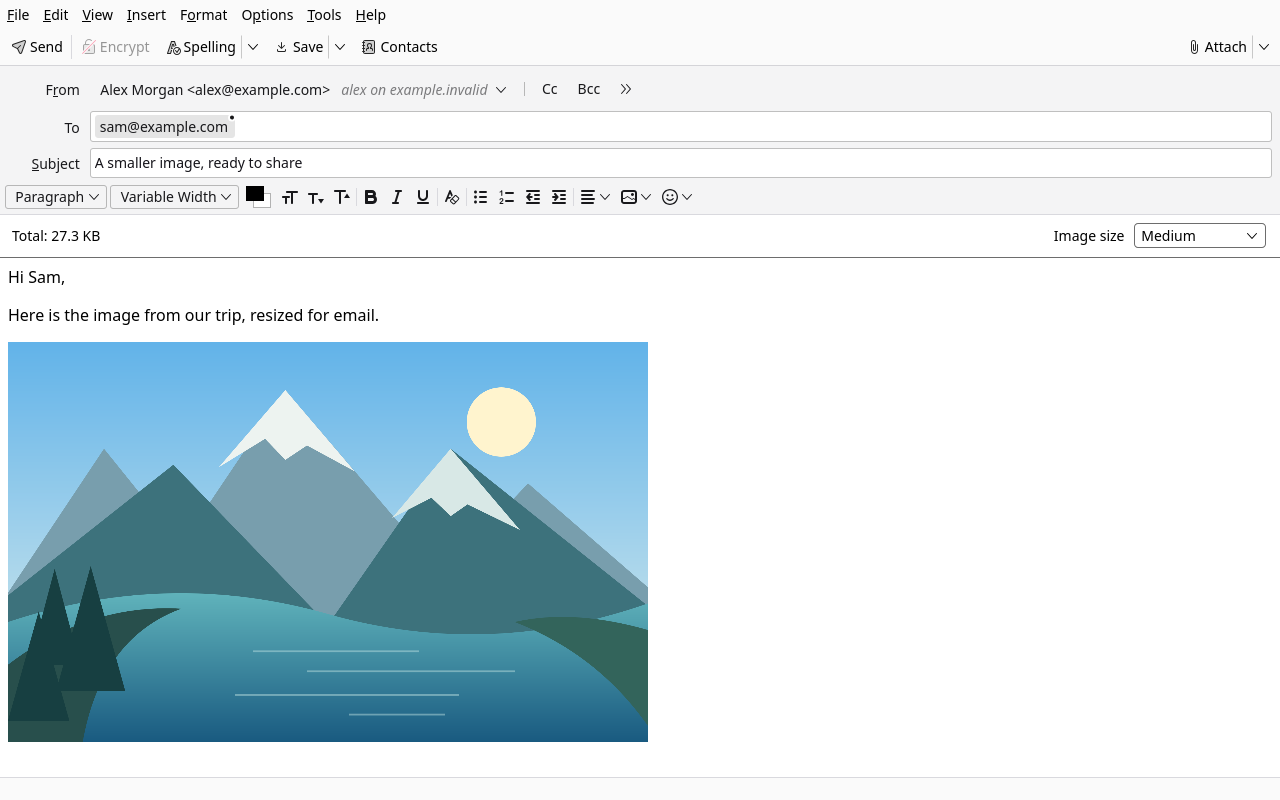 File Edit View Insert Format Options Tools Help
Send Encrypt Spelling Save Contacts Attach
From Alex Morgan <alex@example.com> alex on example.invalid Cc Bcc
To sam@example.com
Subject A smaller image, ready to share
Paragraph Variable Width
Total: 27.3 KB Image size Medium
Hi Sam,
Here is the image from our trip, resized for email.